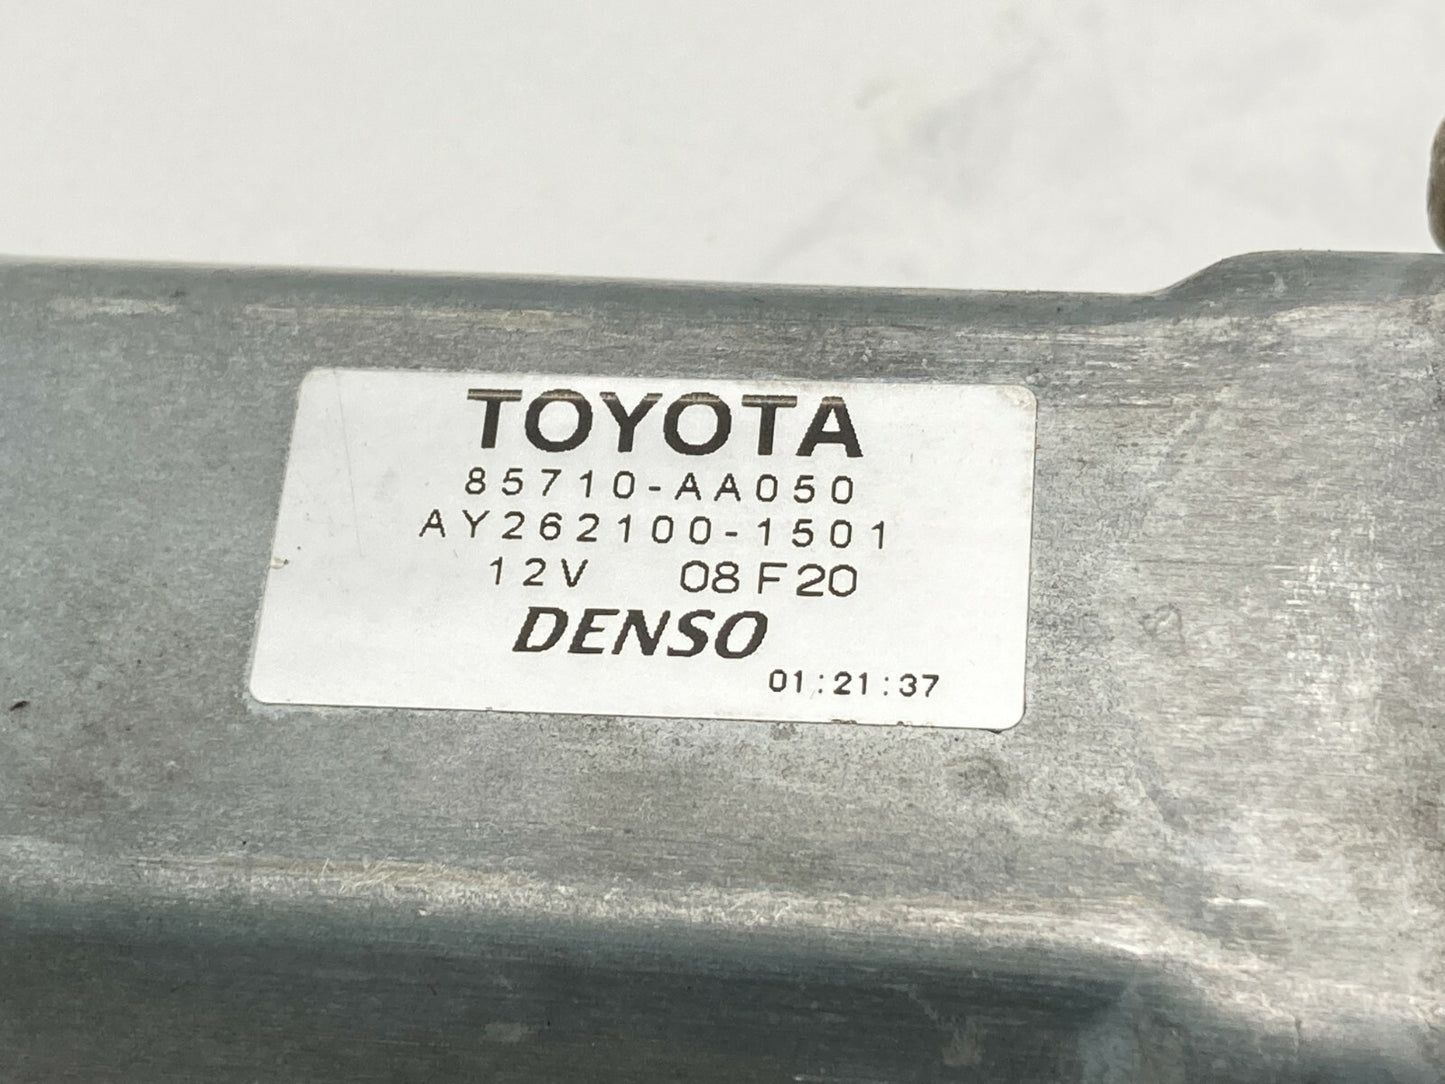 TOYOTA
85710-AA050
AY262100-1501
12V 08F20
DENSO
01:21:37